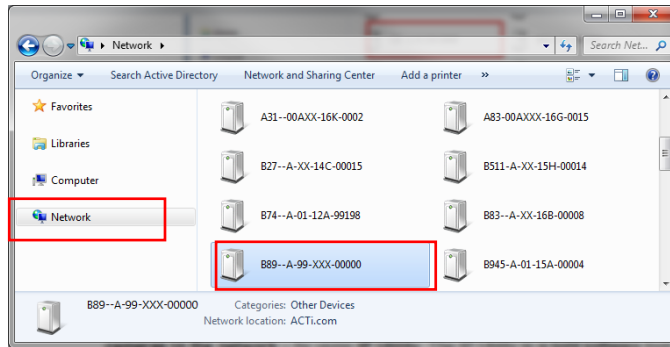 Network
Search Net...
Organize
Search Active Directory
Network and Sharing Center
Add a printer
»
Favorites
Libraries
Computer
Network
A31--00AXX-16K-0002
A83-00AXXX-16G-0015
B27--A-XX-14C-00015
B511-A-XX-15H-00014
B74--A-01-12A-99198
B83--A-XX-16B-00008
B89--A-99-XXX-00000
B945-A-01-15A-00004
B89--A-99-XXX-00000
Categories: Other Devices
Network location: ACTi.com